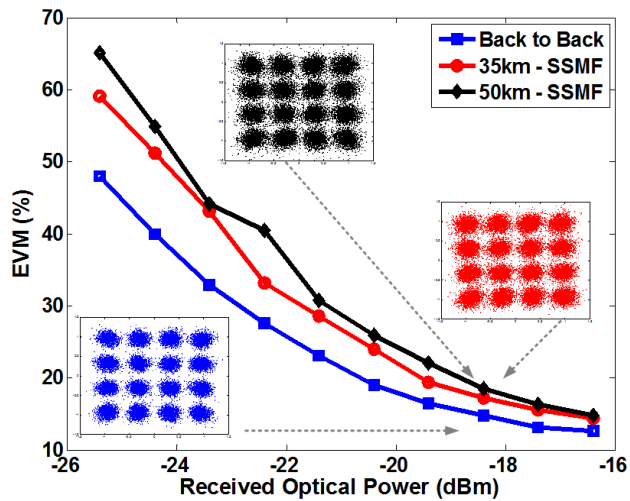 70
60
50
40
30
20
10
EVM (%)
Back to Back
35km - SSMF
50km - SSMF
-26
-24
-22
-20
-18
-16
Received Optical Power (dBm)